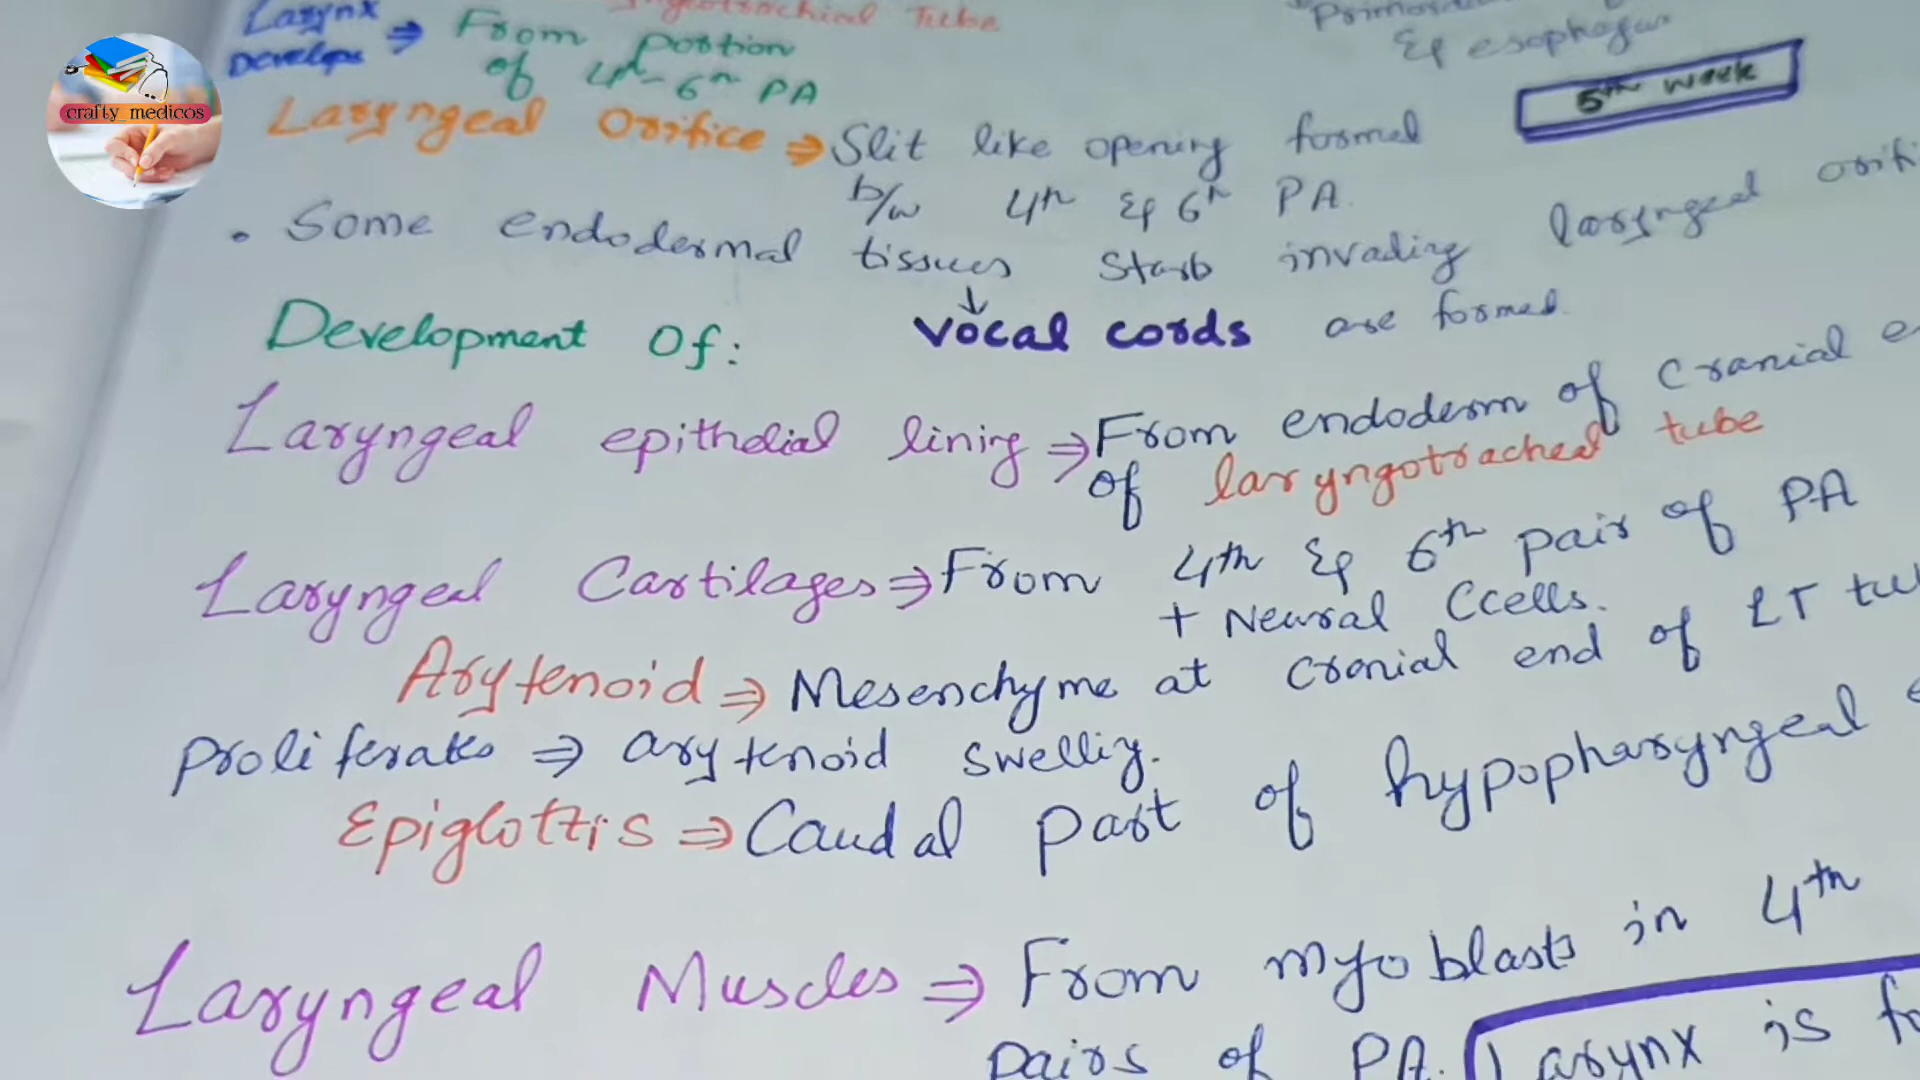 Larynx
develops ⇒ From portion
of 4th - 6th PA
Tube
& esophagus
5th week
crafty_medicos
Laryngeal Orifice ⇒ Slit like opening formed
b/w 4th & 6th PA.
• Some endodermal tissues start invading laryngeal
↓
Vocal cords are formed.
Development Of:
Laryngeal epithelial lining ⇒ From endoderm of cranial
of laryngotracheal tube
Laryngeal Cartilages ⇒ From 4th & 6th pair of PA
+ Neural Ccells.
Arytenoid ⇒ Mesenchyme at cranial end of LT
Proliferates ⇒ arytenoid swelling.
Epiglottis ⇒ Caudal part of hypopharyngeal
Laryngeal Muscles ⇒ From myoblasts in 4th
Pairs of PA.
Larynx is